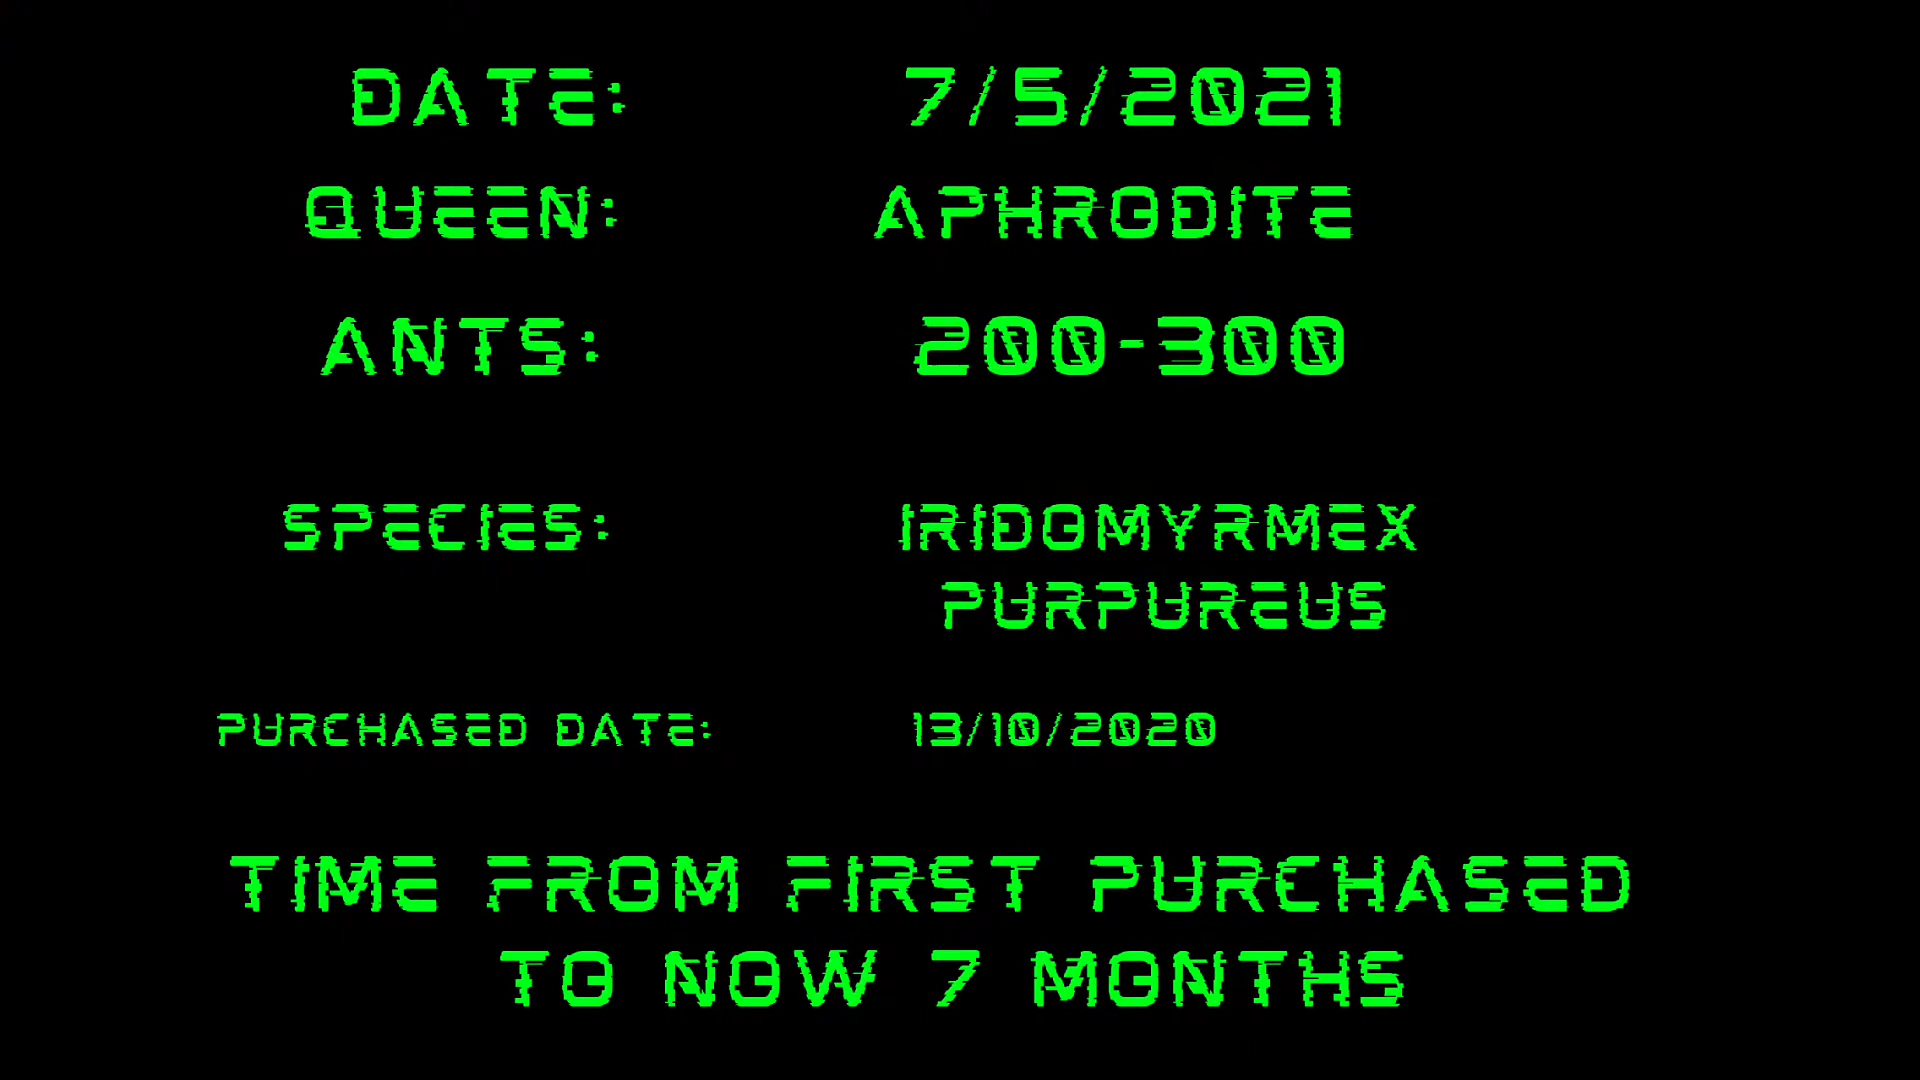 DATE: 7/5/2021
QUEEN: APHRODITE
ANTS: 200-300
SPECIES: IRIDOMYRMEX
PURPUREUS
PURCHASED DATE: 13/10/2020
TIME FROM FIRST PURCHASED
TO NOW 7 MONTHS